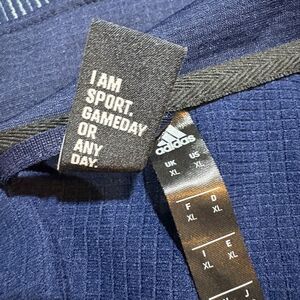 I AM
SPORT.
GAMEDAY
OR
ANY
DAY.
adidas
UK US
XL XL
F D
XL XL
I E
XL XL
J